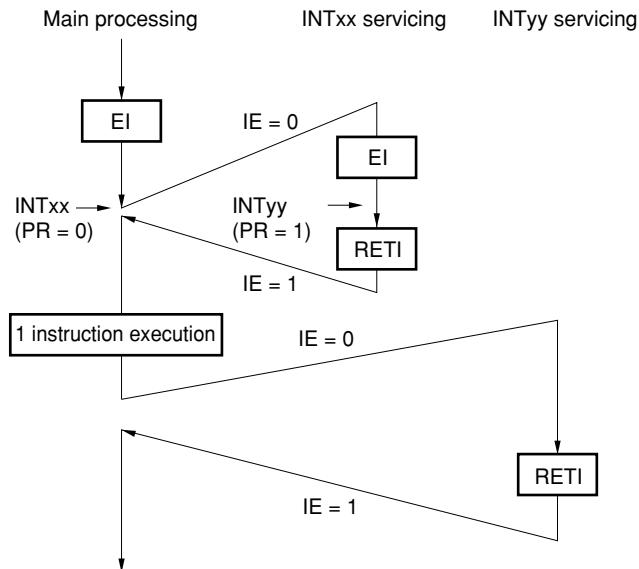 Main processing
INTxx servicing
INTyy servicing
EI
IE = 0
EI
INTxx
(PR = 0)
INTyy
(PR = 1)
RETI
IE = 1
1 instruction execution
IE = 0
RETI
IE = 1